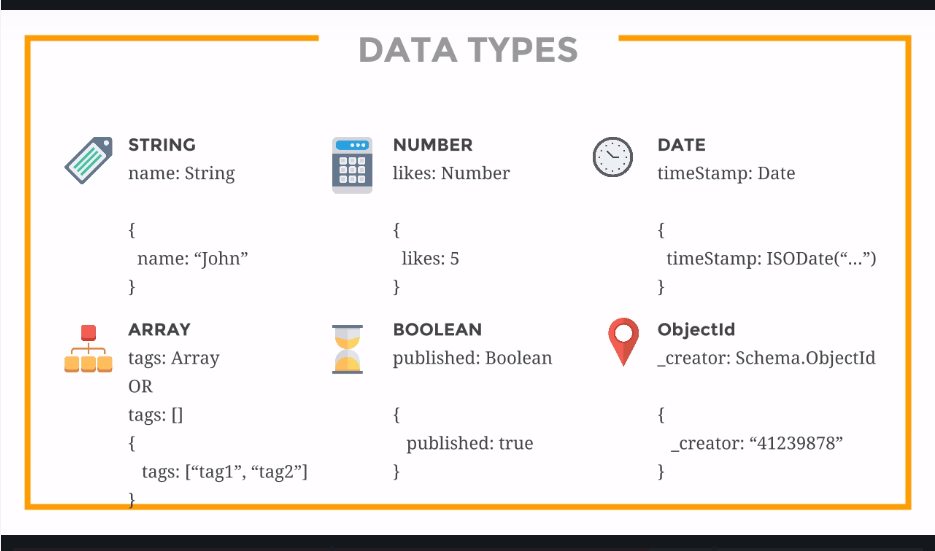 DATA TYPES
STRING
name: String
{
name: “John”
}
NUMBER
likes: Number
{
likes: 5
}
DATE
timeStamp: Date
{
timeStamp: ISODate(“...”)
}
ARRAY
tags: Array
OR
tags: []
{
tags: [“tag1”, “tag2”]
}
BOOLEAN
published: Boolean
{
published: true
}
ObjectId
_creator: Schema.ObjectId
{
_creator: “41239878”
}